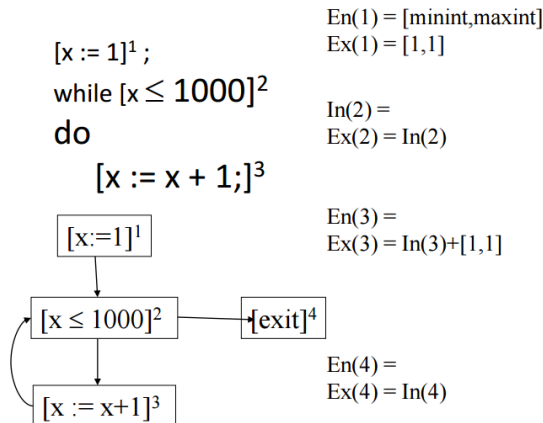 [x := 1]¹ ;
while [x ≤ 1000]²
do
[x := x + 1;]³
[x:=1]¹
[x ≤ 1000]²
[exit]⁴
[x := x+1]³
En(1) = [minint,maxint]
Ex(1) = [1,1]
In(2) =
Ex(2) = In(2)
En(3) =
Ex(3) = In(3)+[1,1]
En(4) =
Ex(4) = In(4)